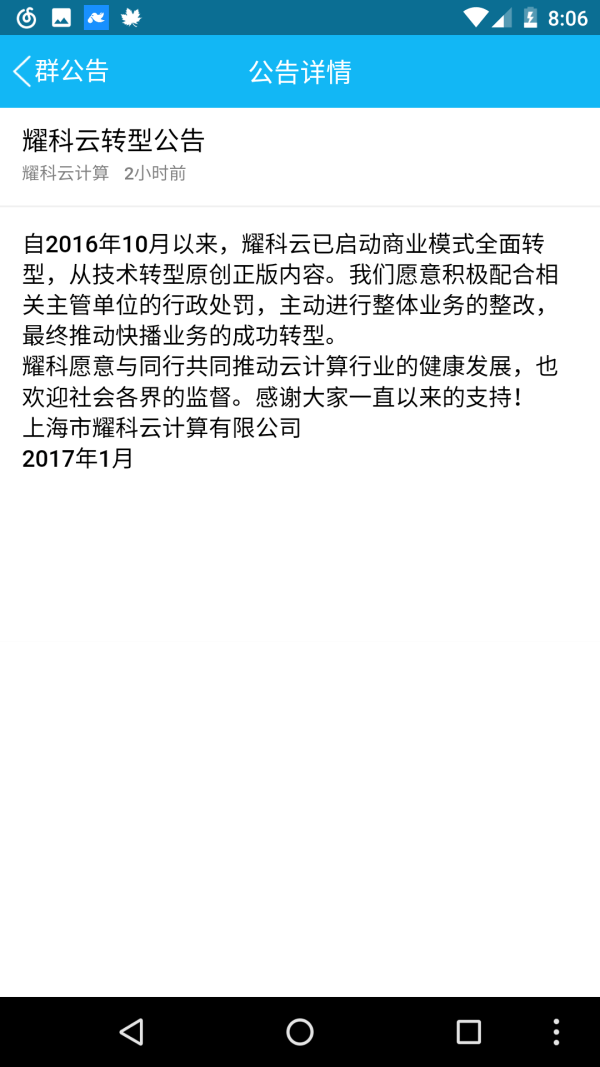 8:06
群公告
公告详情
耀科云转型公告
耀科云计算 2小时前
自2016年10月以来，耀科云已启动商业模式全面转
型，从技术转型原创正版内容。我们愿意积极配合相
关主管单位的行政处罚，主动进行整体业务的整改，
最终推动快播业务的成功转型。
耀科愿意与同行共同推动云计算行业的健康发展，也
欢迎社会各界的监督。感谢大家一直以来的支持！
上海市耀科云计算有限公司
2017年1月